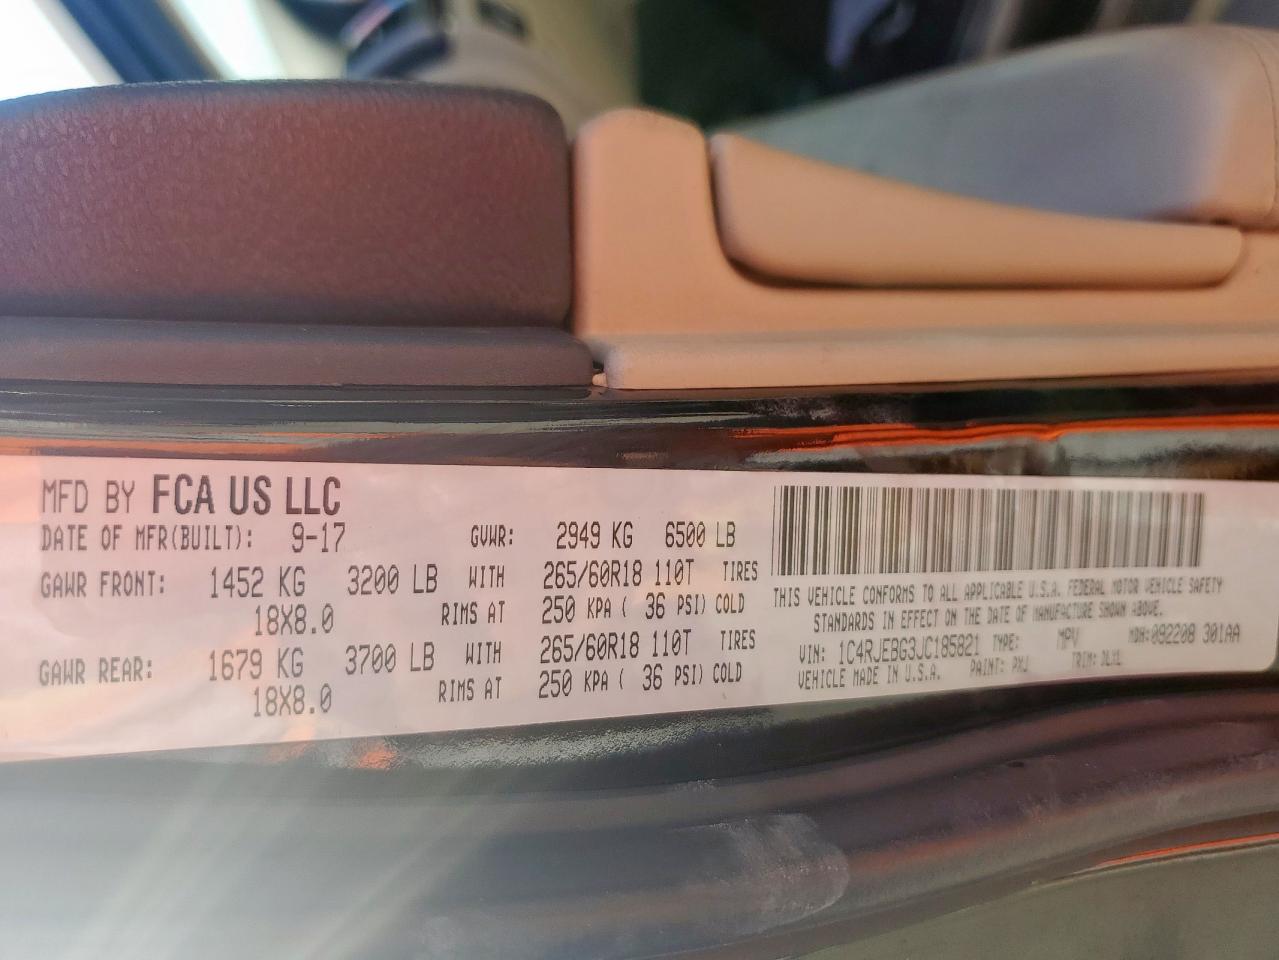 MFD BY FCA US LLC
DATE OF MFR(BUILT): 9-17 GVWR: 2949 KG 6500 LB
GAWR FRONT: 1452 KG 3200 LB WITH 265/60R18 110T TIRES
18X8.0 RIMS AT 250 KPA ( 36 PSI) COLD
GAWR REAR: 1679 KG 3700 LB WITH 265/60R18 110T TIRES
18X8.0 RIMS AT 250 KPA ( 36 PSI) COLD
THIS VEHICLE CONFORMS TO ALL APPLICABLE U.S.A. FEDERAL MOTOR VEHICLE SAFETY
STANDARDS IN EFFECT ON THE DATE OF MANUFACTURE SHOWN ABOVE.
VIN: 1C4RJEBG3JC185821 TYPE: MPV MDH:092208 301AA
VEHICLE MADE IN U.S.A. PAINT: PXJ TRIM: